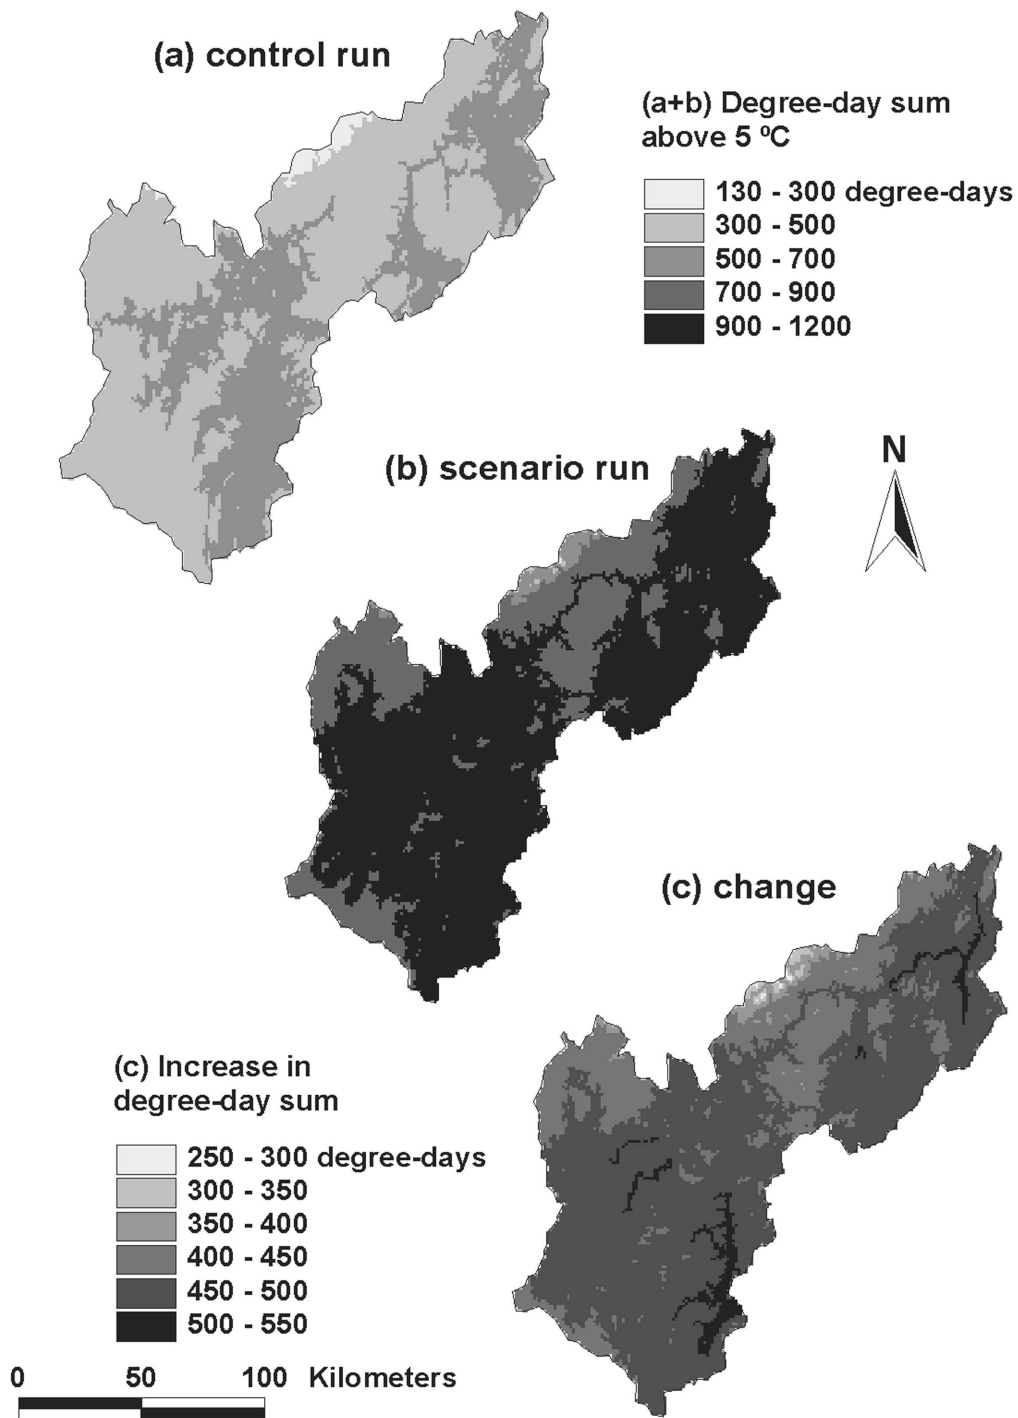 (a) control run
(a+b) Degree-day sum
above 5 ºC
130 - 300 degree-days
300 - 500
500 - 700
700 - 900
900 - 1200
(b) scenario run
N
(c) change
(c) Increase in
degree-day sum
250 - 300 degree-days
300 - 350
350 - 400
400 - 450
450 - 500
500 - 550
0 50 100 Kilometers